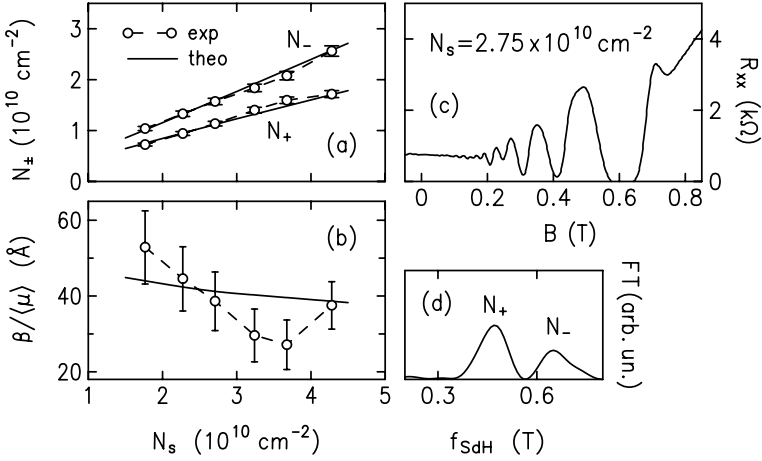 N± (10¹⁰ cm⁻²)
3
2
1
0
exp
theo
N₋
N₊
(a)
β/⟨μ⟩ (Å)
60
40
20
(b)
1
2
3
4
5
Nₛ (10¹⁰ cm⁻²)
Nₛ=2.75x10¹⁰cm⁻²
(c)
4
2
0
Rₓₓ (kΩ)
0
0.2
0.4
0.6
0.8
B (T)
(d)
N₊
N₋
FT (arb. un.)
0.3
0.6
f_SdH (T)